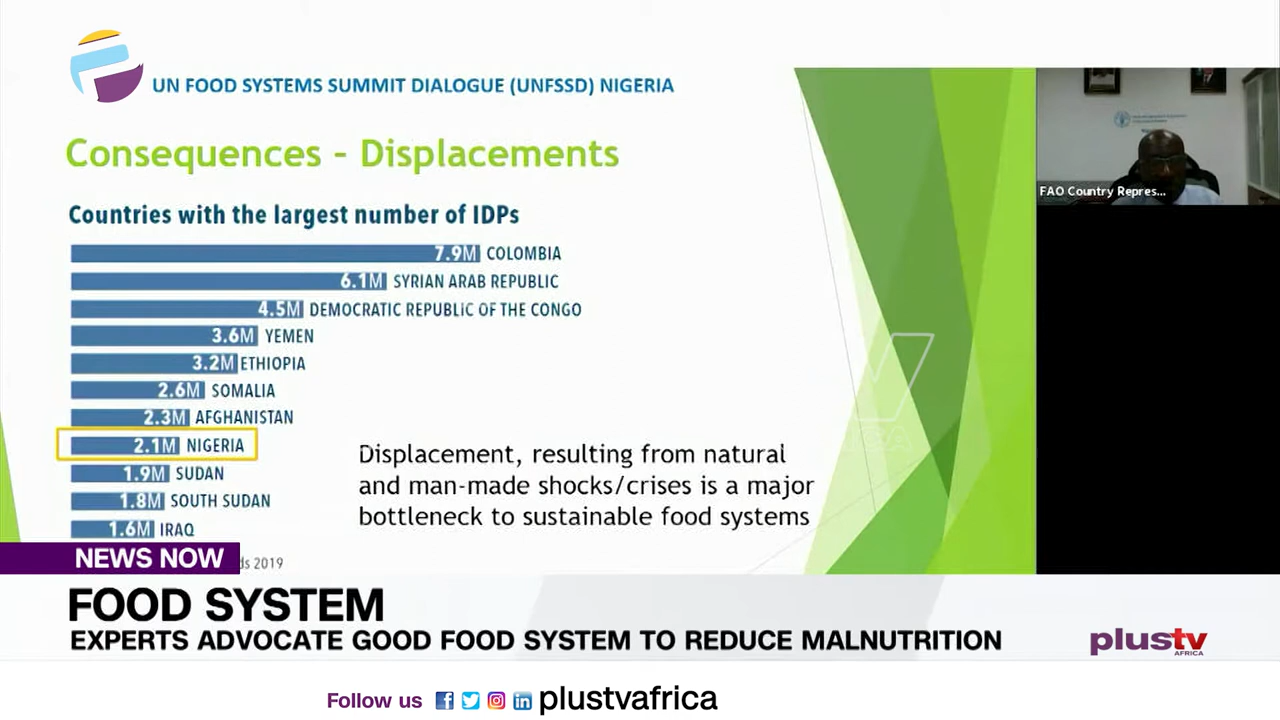 UN FOOD SYSTEMS SUMMIT DIALOGUE (UNFSSD) NIGERIA
Consequences - Displacements
Countries with the largest number of IDPs
7.9M COLOMBIA
6.1M SYRIAN ARAB REPUBLIC
4.5M DEMOCRATIC REPUBLIC OF THE CONGO
3.6M YEMEN
3.2M ETHIOPIA
2.6M SOMALIA
2.3M AFGHANISTAN
2.1M NIGERIA
1.9M SUDAN
1.8M SOUTH SUDAN
1.6M IRAQ
Displacement, resulting from natural
and man-made shocks/crises is a major
bottleneck to sustainable food systems
FAO Country Repres...
2019
NEWS NOW
FOOD SYSTEM
EXPERTS ADVOCATE GOOD FOOD SYSTEM TO REDUCE MALNUTRITION
plustv
AFRICA
Follow us plustvafrica